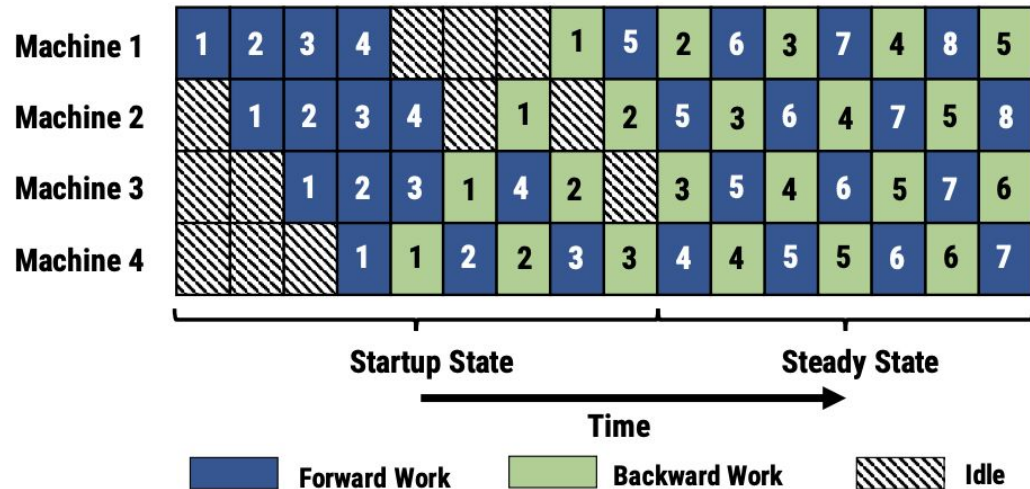 Machine 1 1 2 3 4 1 5 2 6 3 7 4 8 5
Machine 2 1 2 3 4 1 2 5 3 6 4 7 5 8
Machine 3 1 2 3 1 4 2 3 5 4 6 5 7 6
Machine 4 1 1 2 2 3 3 4 4 5 5 6 6 7
Startup State Steady State
Time
Forward Work Backward Work Idle